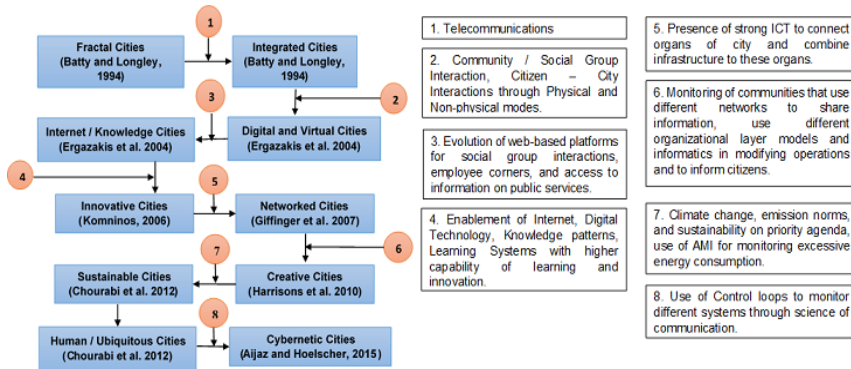 1
Fractal Cities
(Batty and Longley,
1994)
Integrated Cities
(Batty and Longley,
1994)
3
2
Internet / Knowledge Cities
(Ergazakis et al. 2004)
Digital and Virtual Cities
(Ergazakis et al. 2004)
4
5
Innovative Cities
(Komninos, 2006)
Networked Cities
(Giffinger et al. 2007)
7
6
Sustainable Cities
(Chourabi et al. 2012)
Creative Cities
(Harrisons et al. 2010)
8
Human / Ubiquitous Cities
(Chourabi et al. 2012)
Cybernetic Cities
(Aijaz and Hoelscher, 2015)
1. Telecommunications
2. Community / Social Group
Interaction, Citizen – City
Interactions through Physical and
Non-physical modes.
3. Evolution of web-based platforms
for social group interactions,
employee corners, and access to
information on public services.
4. Enablement of Internet, Digital
Technology, Knowledge patterns,
Learning Systems with higher
capability of learning and
innovation.
5. Presence of strong ICT to connect
organs of city and combine
infrastructure to these organs.
6. Monitoring of communities that use
different networks to share
information, use different
organizational layer models and
informatics in modifying operations
and to inform citizens.
7. Climate change, emission norms,
and sustainability on priority agenda,
use of AMI for monitoring excessive
energy consumption.
8. Use of Control loops to monitor
different systems through science of
communication.